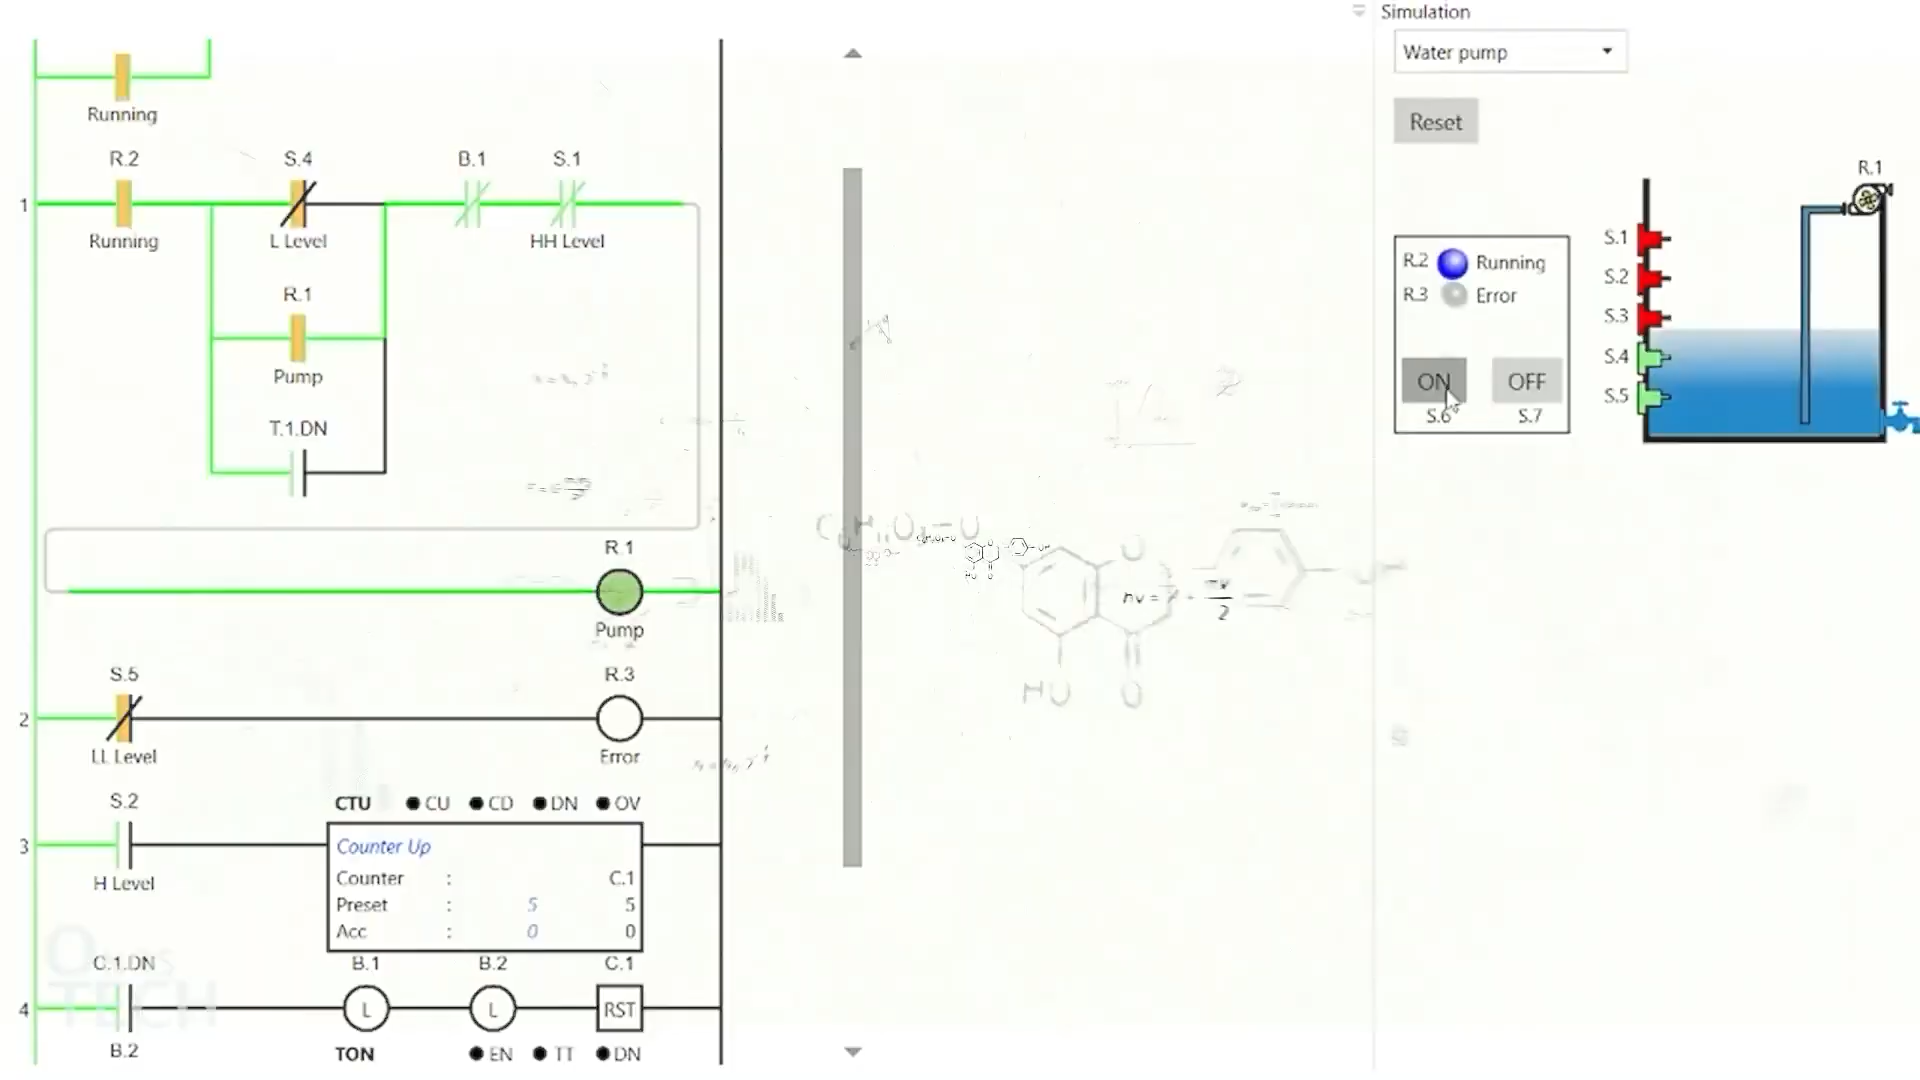 Simulation
Water pump
Reset
Running
R.2
S.4
B.1
S.1
1
Running
L Level
HH Level
R.1
Pump
T.1.DN
R.1
Pump
S.5
R.3
2
LL Level
Error
S.2
CTU
CU
CD
DN
OV
3
H Level
Counter Up
Counter : C.1
Preset : 5 5
Acc : 0 0
C.1.DN
B.1
B.2
C.1
4
L
L
RST
B.2
TON
EN
TT
DN
TECH
R.1
R.2 Running
R.3 Error
ON
OFF
S.6
S.7
S.1
S.2
S.3
S.4
S.5
O
HO
O